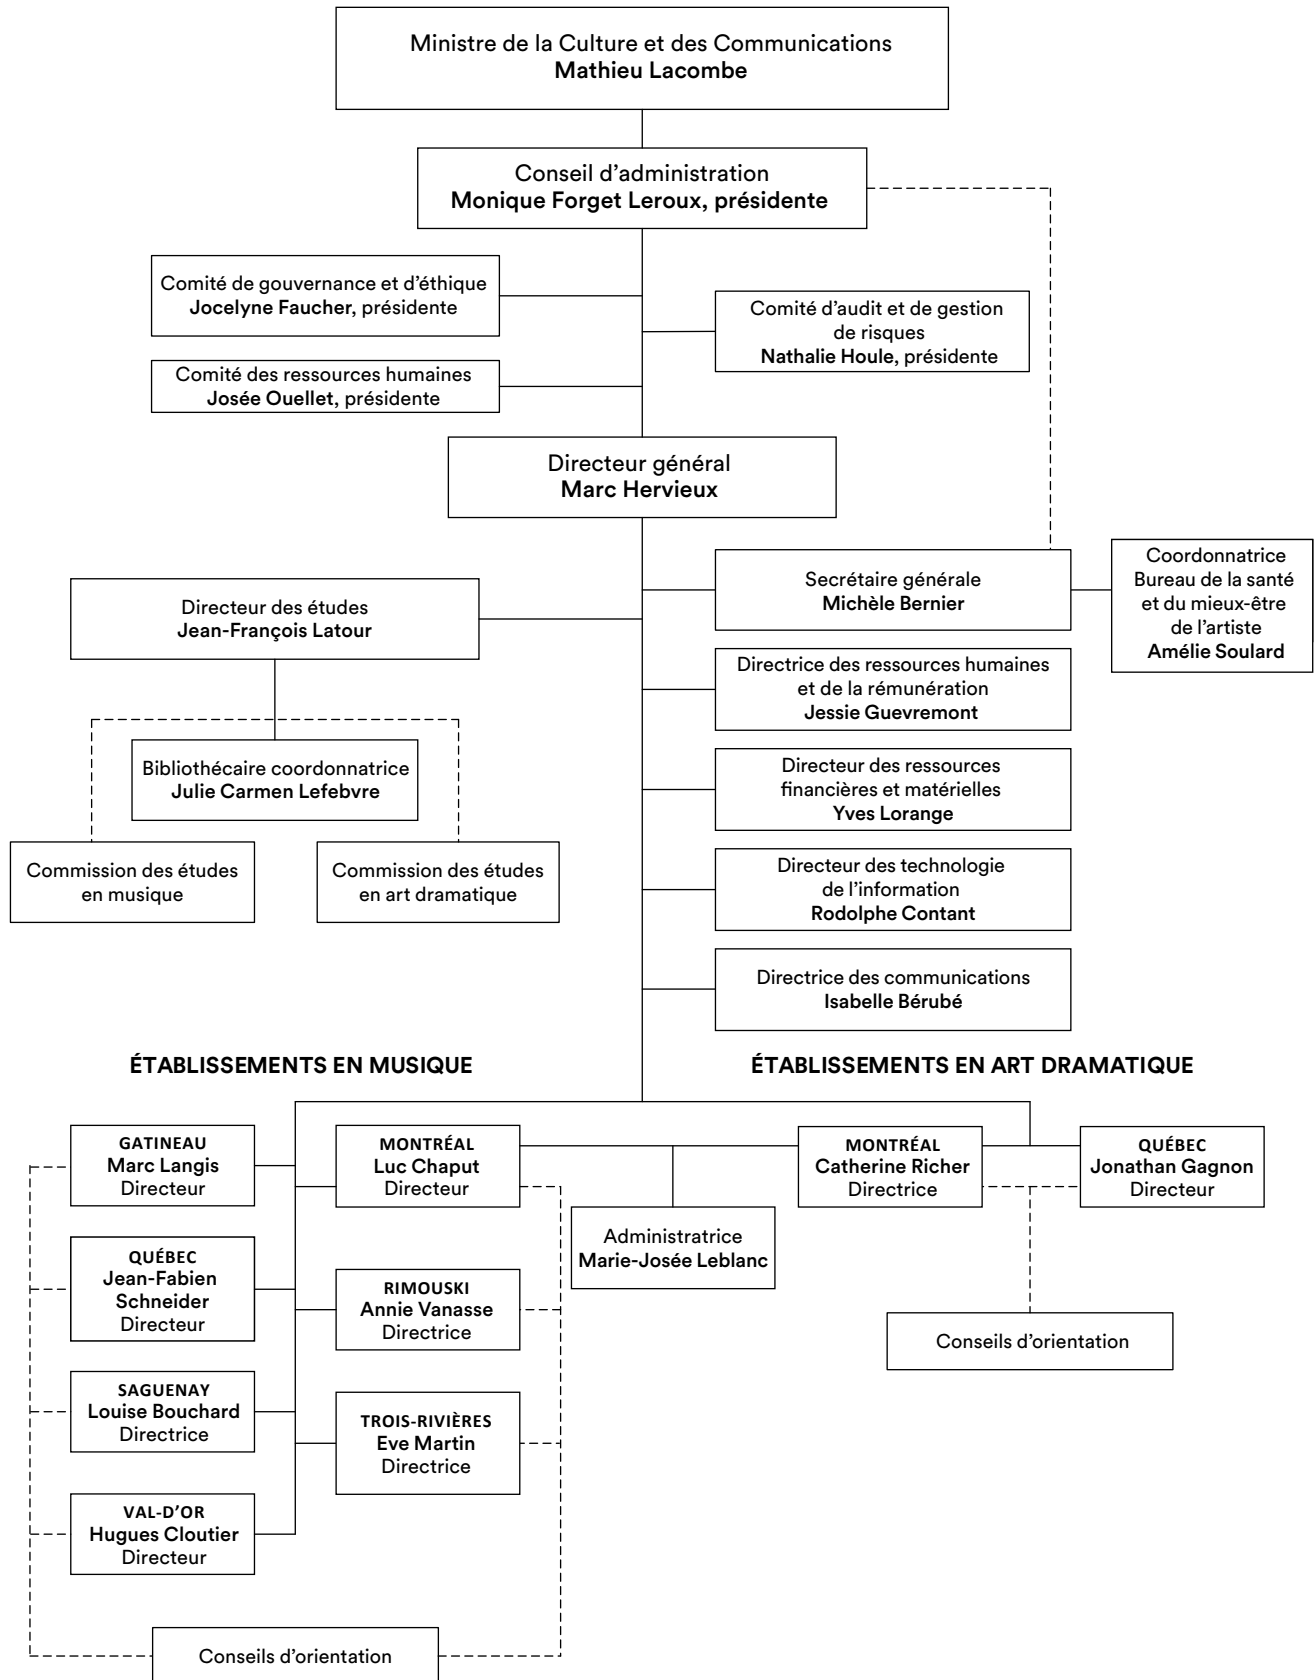 Ministre de la Culture et des Communications
Mathieu Lacombe
Conseil d’administration
Monique Forget Leroux, présidente
Comité de gouvernance et d’éthique
Jocelyne Faucher, présidente
Comité d’audit et de gestion
de risques
Nathalie Houle, présidente
Comité des ressources humaines
Josée Ouellet, présidente
Directeur général
Marc Hervieux
Secrétaire générale
Michèle Bernier
Coordonnatrice
Bureau de la santé
et du mieux-être
de l’artiste
Amélie Soulard
Directeur des études
Jean-François Latour
Directrice des ressources humaines
et de la rémunération
Jessie Guevremont
Bibliothécaire coordonnatrice
Julie Carmen Lefebvre
Directeur des ressources
financières et matérielles
Yves Lorange
Commission des études
en musique
Commission des études
en art dramatique
Directeur des technologie
de l’information
Rodolphe Contant
Directrice des communications
Isabelle Bérubé
ÉTABLISSEMENTS EN MUSIQUE
ÉTABLISSEMENTS EN ART DRAMATIQUE
GATINEAU
Marc Langis
Directeur
MONTRÉAL
Luc Chaput
Directeur
MONTRÉAL
Catherine Richer
Directrice
QUÉBEC
Jonathan Gagnon
Directeur
Administratrice
Marie-Josée Leblanc
QUÉBEC
Jean-Fabien
Schneider
Directeur
RIMOUSKI
Annie Vanasse
Directrice
Conseils d’orientation
SAGUENAY
Louise Bouchard
Directrice
TROIS-RIVIÈRES
Eve Martin
Directrice
VAL-D’OR
Hugues Cloutier
Directeur
Conseils d’orientation